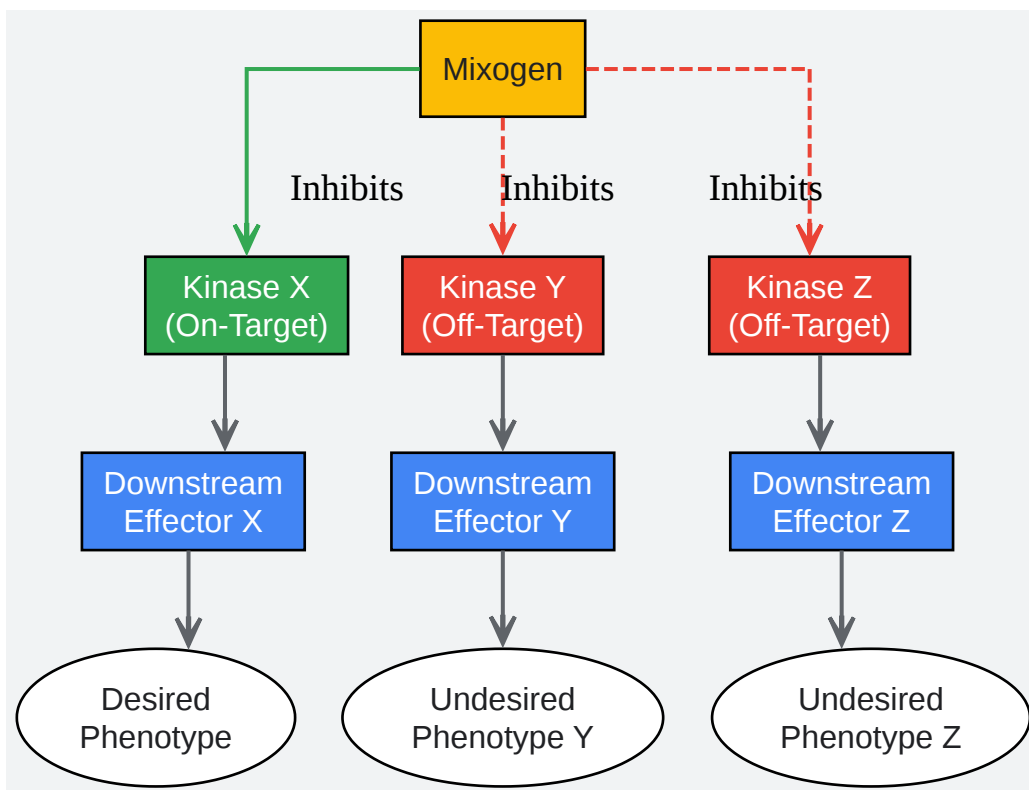 Mixogen
Inhibits
Inhibits
Inhibits
Kinase X
(On-Target)
Kinase Y
(Off-Target)
Kinase Z
(Off-Target)
Downstream
Effector X
Downstream
Effector Y
Downstream
Effector Z
Desired
Phenotype
Undesired
Phenotype Y
Undesired
Phenotype Z